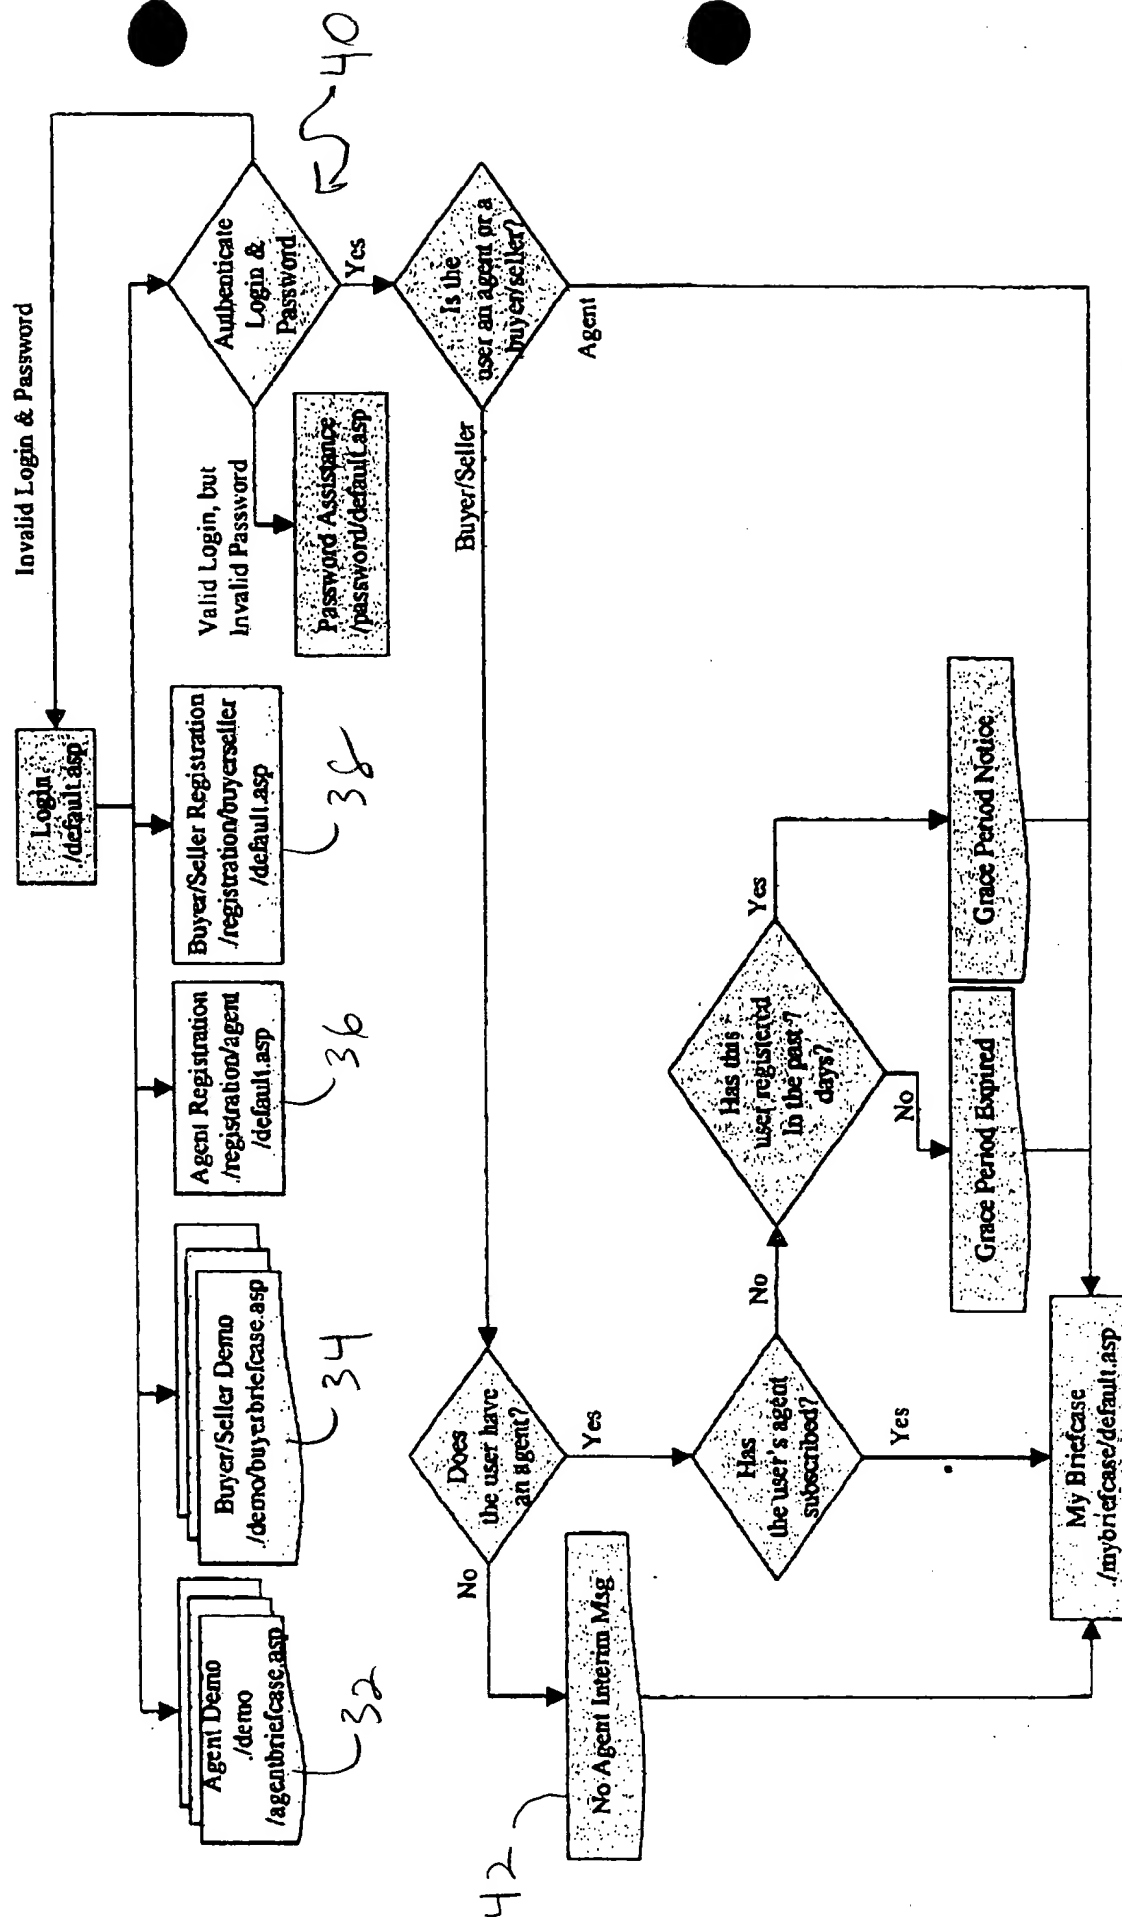 Invalid Login & Password
Login
./default.asp
Agent Demo
./demo
/agentbriefcase.asp
32
Buyer/Seller Demo
./demo/buyerbriefcase.asp
34
Agent Registration
./registration/agent
/default.asp
36
Buyer/Seller Registration
./registration/buyerseller
/default.asp
38
Valid Login, but
Invalid Password
Password Assistance
./password/default.asp
Authenticate
Login &
Password
40
Yes
Is the
user an agent or a
buyer/seller?
Buyer/Seller
Agent
Does
the user have
an agent?
No
Yes
42
No Agent Interim Msg
Has
the user's agent
subscribed?
No
Yes
Has this
user registered
In the past 7
days?
Yes
No
Grace Period Expired
Grace Period Notice
My Briefcase
./mybriefcase/default.asp